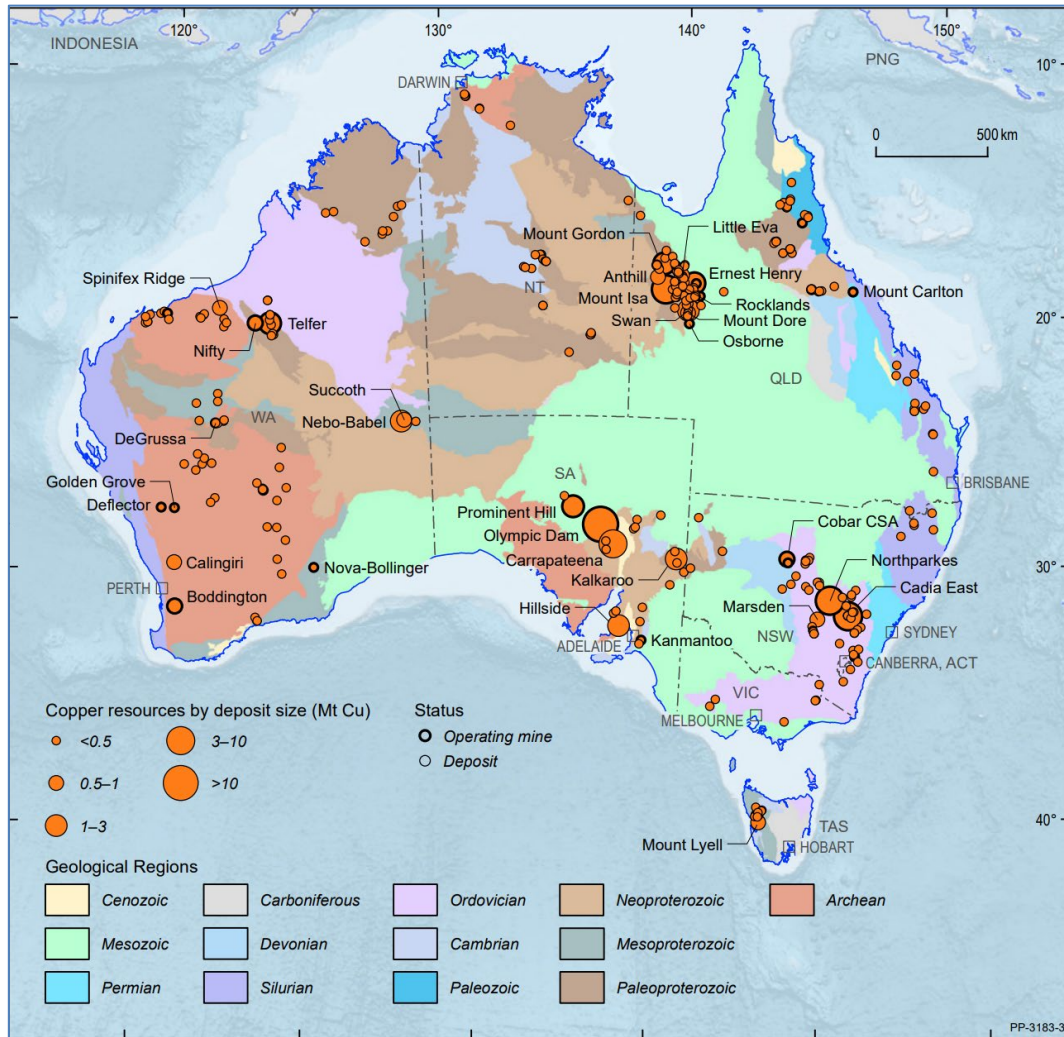 120°
130°
140°
150°
INDONESIA
PNG
10°
DARWIN
0
500 km
Mount Gordon
Little Eva
Spinifex Ridge
Anthill
Ernest Henry
NT
Mount Isa
Mount Carlton
Rocklands
Telfer
Swan
Mount Dore
20°
Nifty
Osborne
QLD
Succoth
WA
Nebo-Babel
DeGrussa
SA
BRISBANE
Golden Grove
Prominent Hill
Deflector
Cobar CSA
Olympic Dam
Carrapateena
Northparkes
Calingiri
Nova-Bollinger
Kalkaroo
30°
PERTH
Cadia East
Boddington
Hillside
Marsden
ADELAIDE
Kanmantoo
NSW
SYDNEY
CANBERRA, ACT
VIC
MELBOURNE
Copper resources by deposit size (Mt Cu)
<0.5
3–10
0.5–1
>10
1–3
Status
Operating mine
Deposit
40°
TAS
Mount Lyell
HOBART
Geological Regions
Cenozoic
Carboniferous
Ordovician
Neoproterozoic
Archean
Mesozoic
Devonian
Cambrian
Mesoproterozoic
Permian
Silurian
Paleozoic
Paleoproterozoic
PP-3183-3